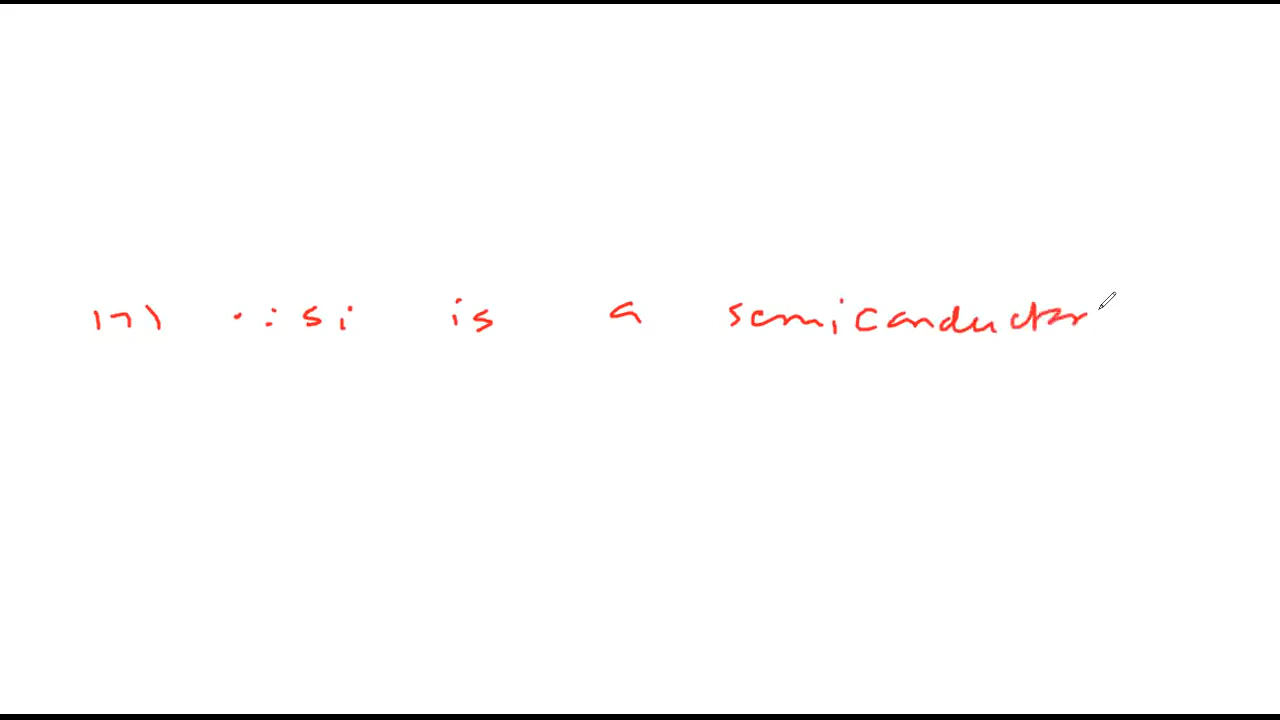 17) ∵ Si is a semiconductor